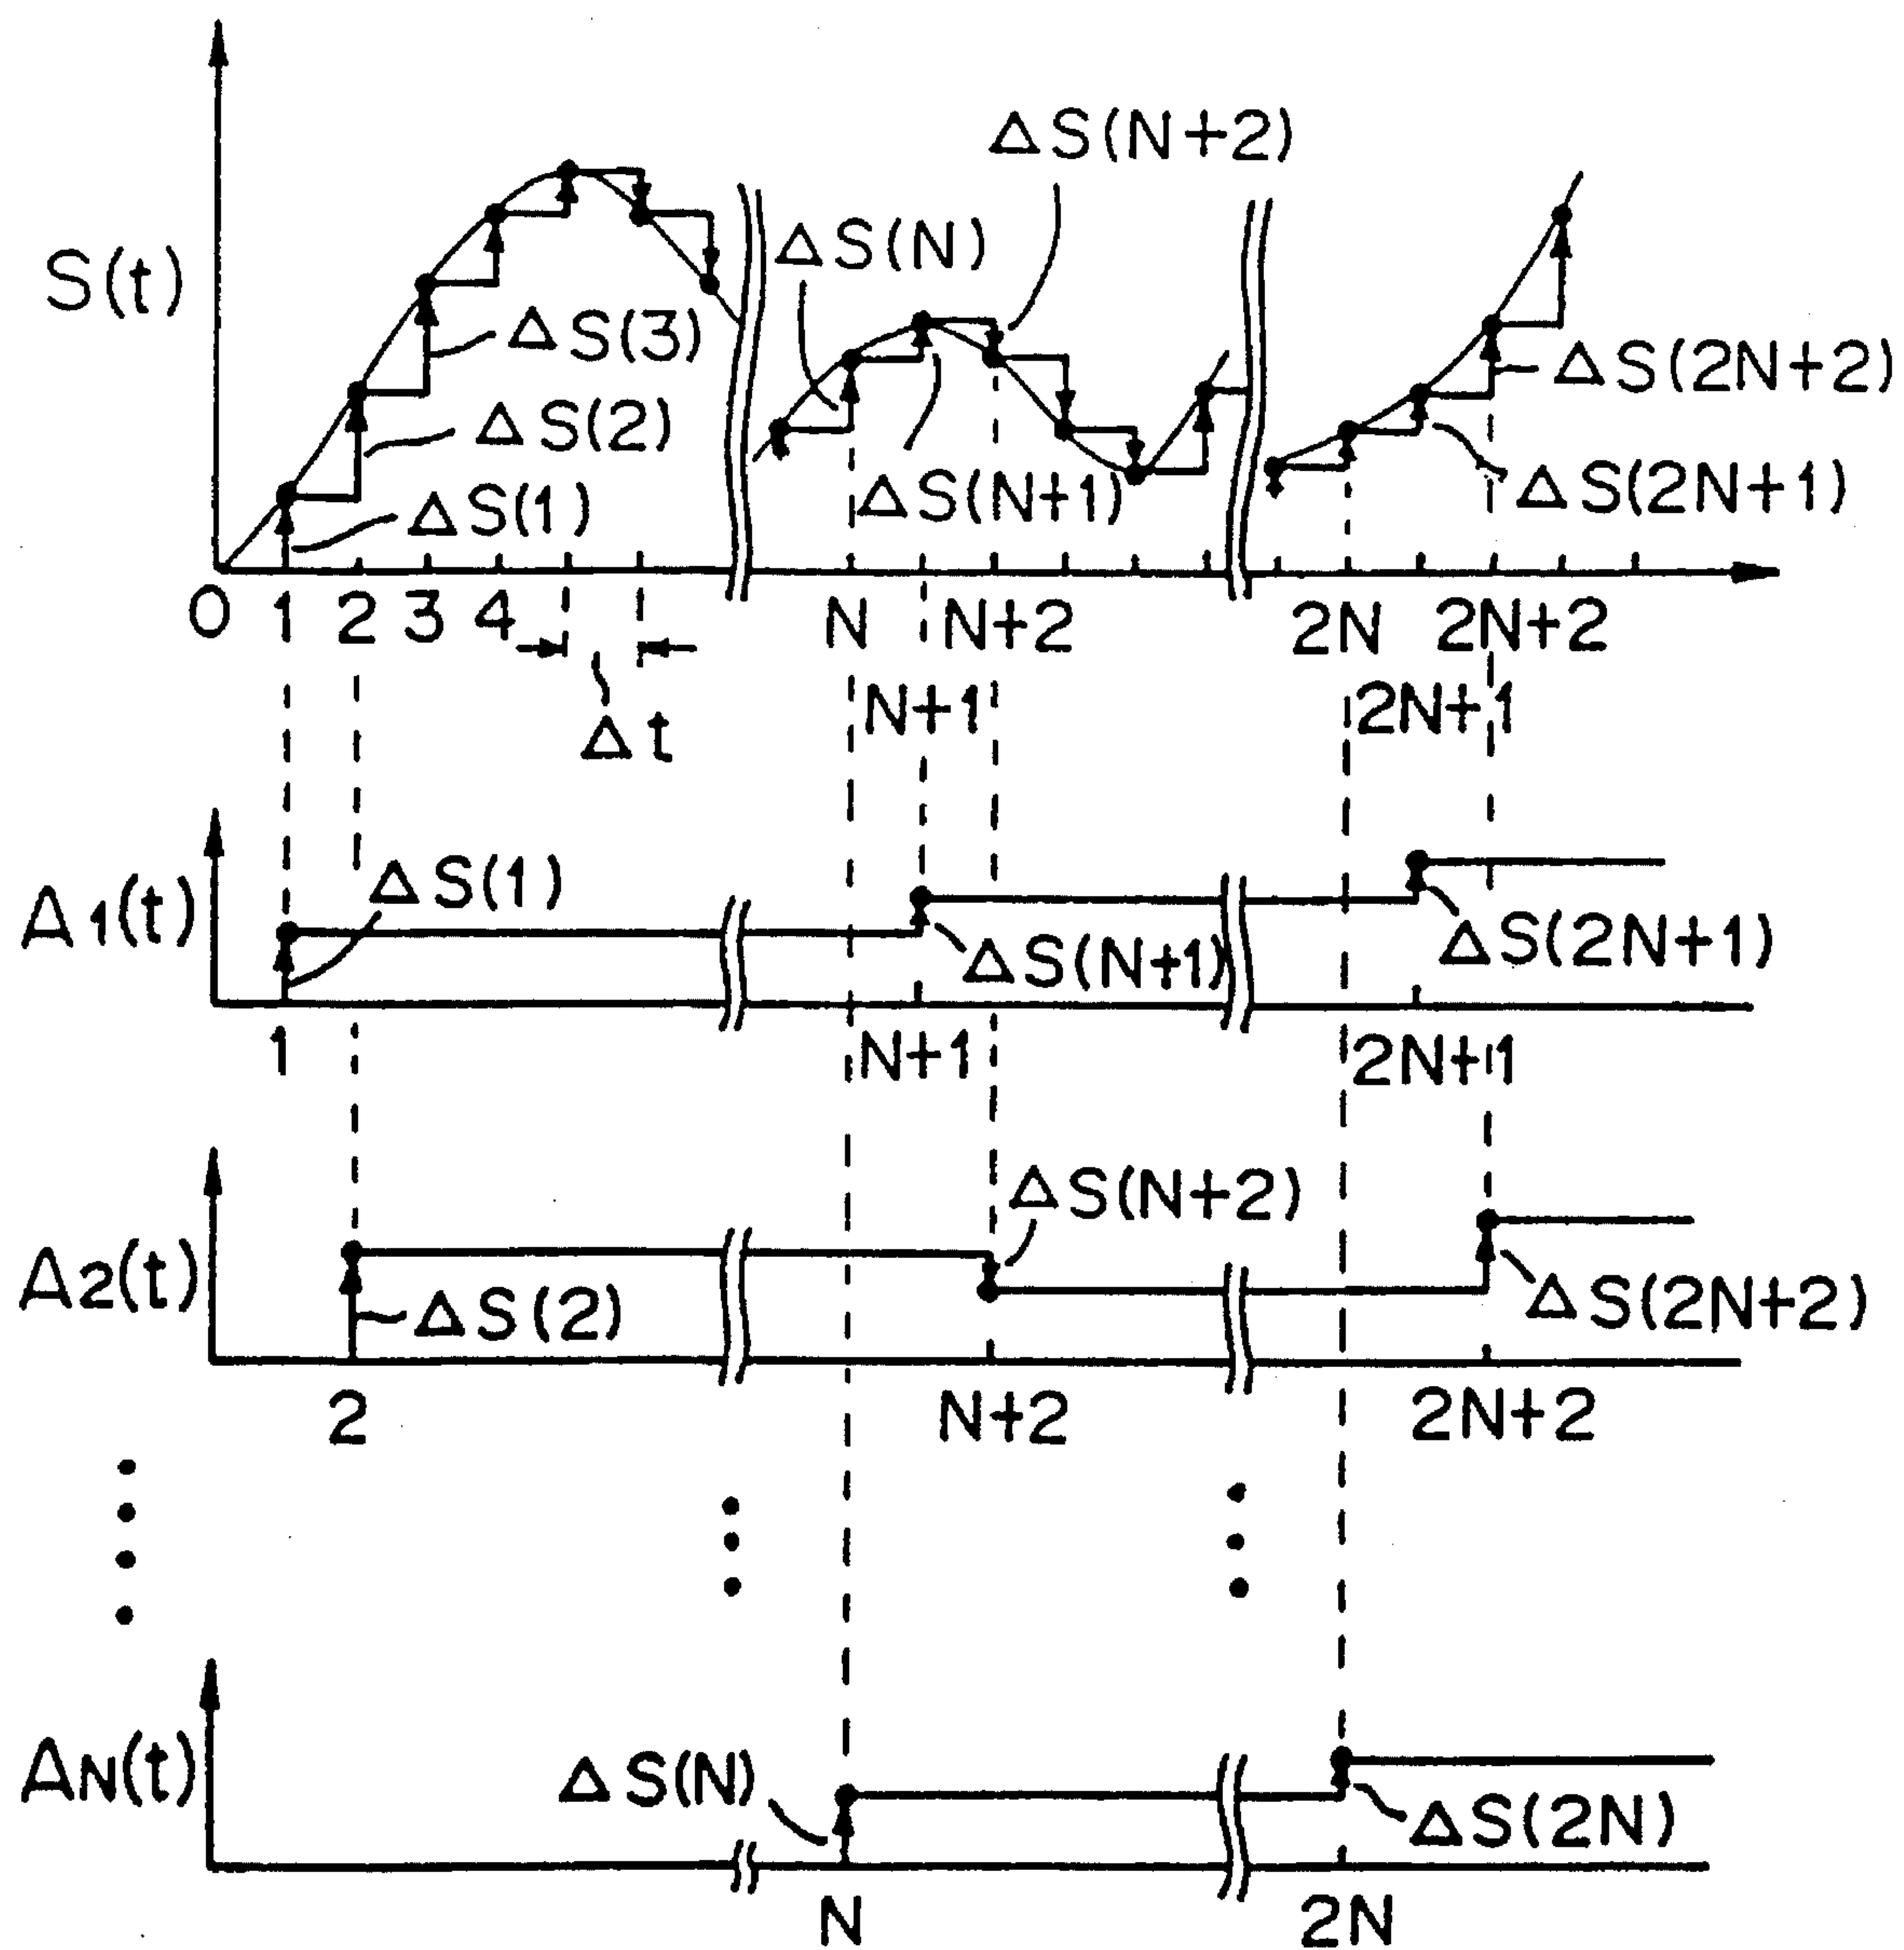 ΔS(N+2)
ΔS(N)
S(t)
ΔS(3)
ΔS(2N+2)
ΔS(2)
ΔS(1)
ΔS(N+1)
ΔS(2N+1)
0 1 2 3 4 N N+2 2N 2N+2
N+1 2N+1
Δt
A1(t)
ΔS(1)
ΔS(N+1)
ΔS(2N+1)
1 N+1 2N+1
A2(t)
ΔS(N+2)
ΔS(2)
ΔS(2N+2)
2 N+2 2N+2
AN(t)
ΔS(N)
ΔS(2N)
N 2N